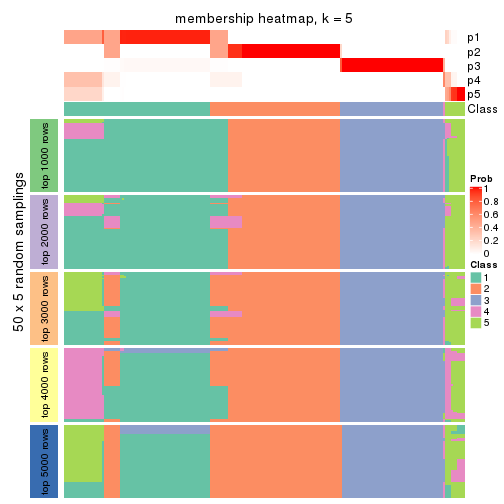 membership heatmap, k = 5
p1
p2
p3
p4
p5
Class
50 x 5 random samplings
top 1000 rows
top 2000 rows
top 3000 rows
top 4000 rows
top 5000 rows
Prob
1
0.8
0.6
0.4
0.2
0
Class
1
2
3
4
5